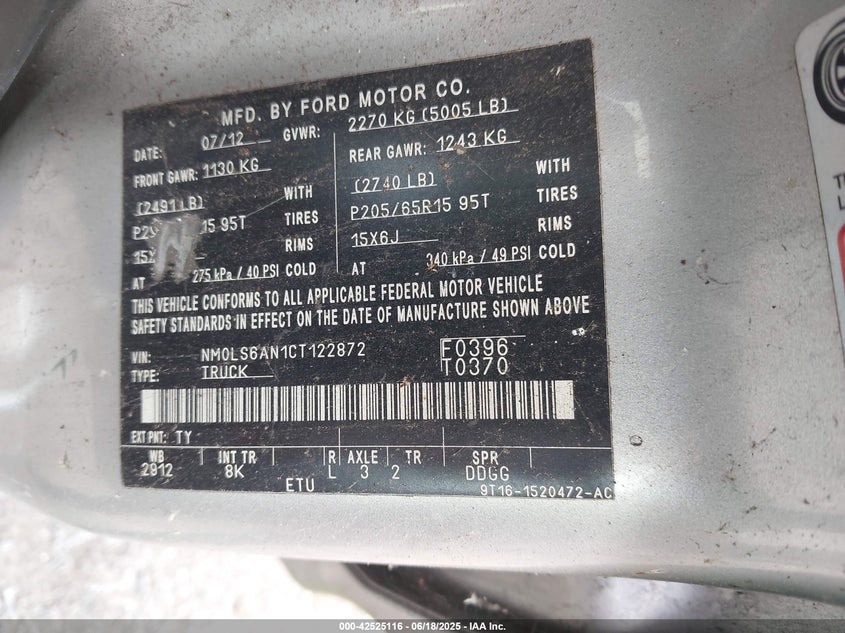 MFD. BY FORD MOTOR CO.
DATE: 07/12 GVWR: 2270 KG (5005 LB)
FRONT GAWR: 1130 KG REAR GAWR: 1243 KG
(2491 LB) WITH (2740 LB) WITH
15 95T TIRES P205/65R15 95T TIRES
RIMS 15X6J RIMS
AT 275 kPa / 40 PSI COLD AT 340 kPa / 49 PSI COLD
THIS VEHICLE CONFORMS TO ALL APPLICABLE FEDERAL MOTOR VEHICLE
SAFETY STANDARDS IN EFFECT ON THE DATE OF MANUFACTURE SHOWN ABOVE
VIN: NM0LS6AN1CT122872 F0396
TYPE: TRUCK T0370
EXT PNT: TY
WB INT TR R AXLE TR SPR
2912 8K L 3 2 DDGG
ETU 9T16-1520472-AC
000-42525116 - 06/18/2025 - IAA Inc.